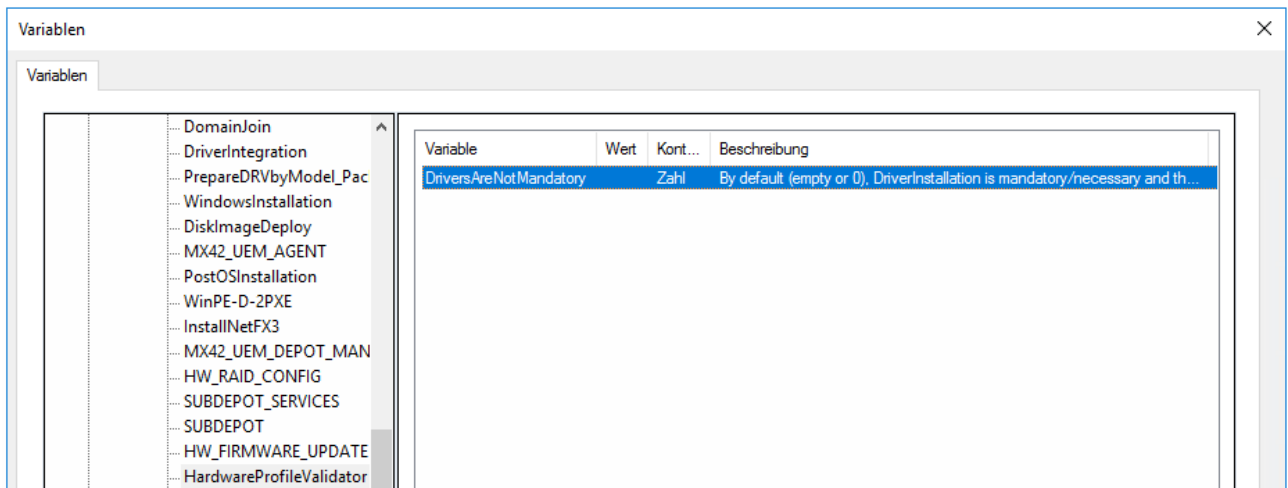 Variablen
Variablen
DomainJoin
DriverIntegration
PrepareDRVbyModel_Pac
WindowsInstallation
DiskImageDeploy
MX42_UEM_AGENT
PostOSInstallation
WinPE-D-2PXE
InstallNetFX3
MX42_UEM_DEPOT_MAN
HW_RAID_CONFIG
SUBDEPOT_SERVICES
SUBDEPOT
HW_FIRMWARE_UPDATE
HardwareProfileValidator
Variable Wert Kont... Beschreibung
DriversAreNotMandatory Zahl By default (empty or 0), DriverInstallation is mandatory/necessary and th...